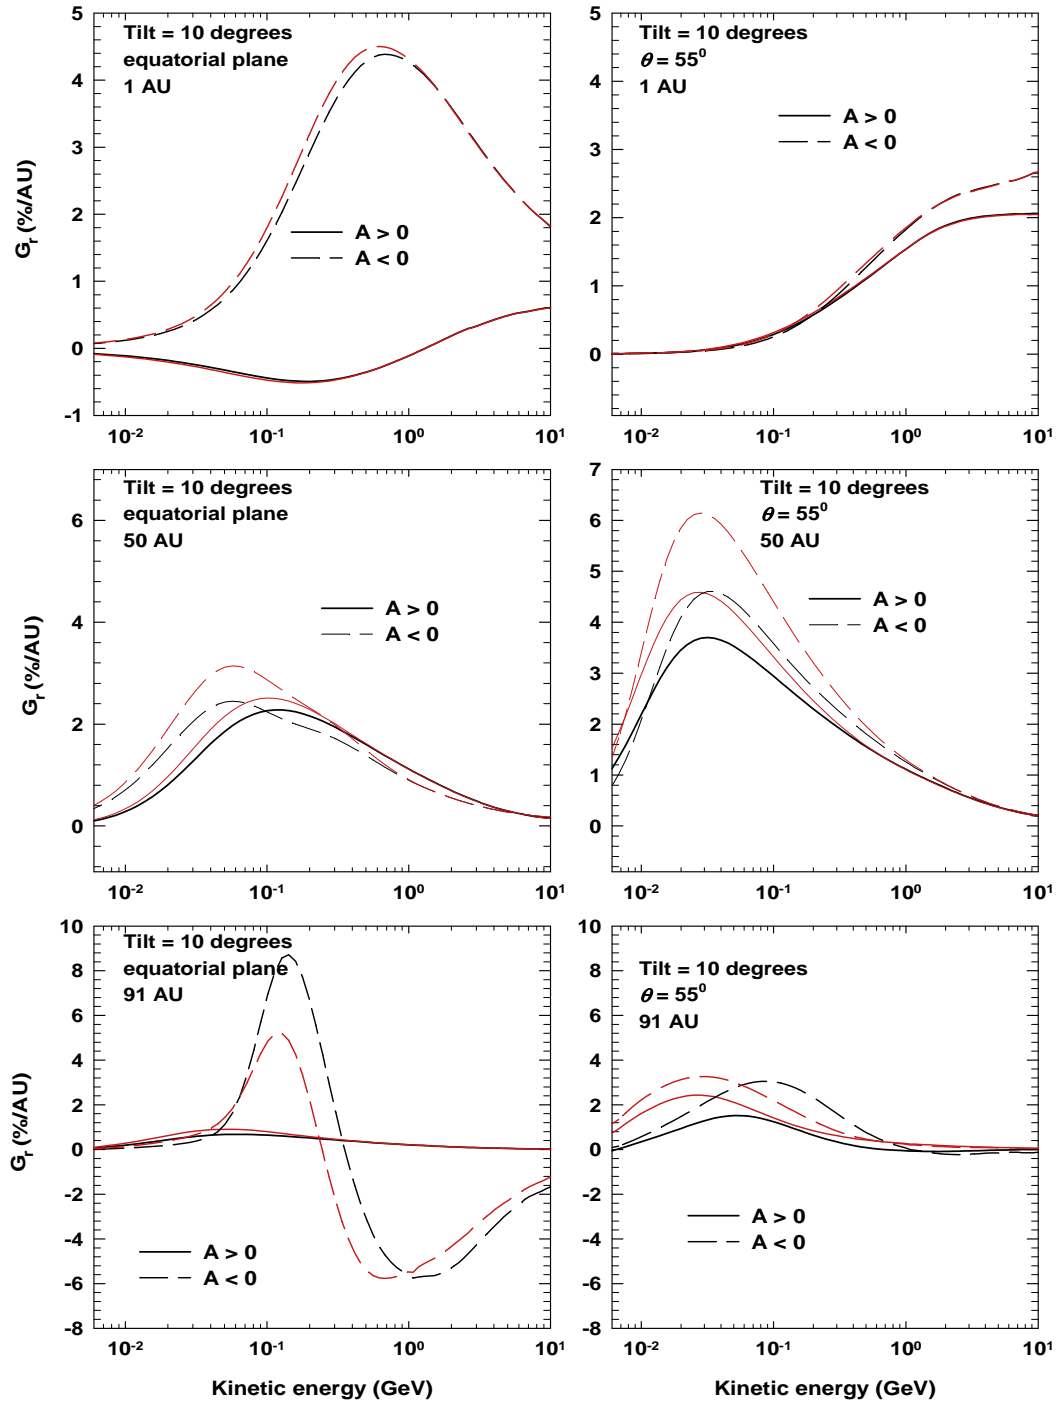 Tilt = 10 degrees
equatorial plane
1 AU
A > 0
A < 0
G_r (%/AU)
5
4
3
2
1
0
-1
10⁻²
10⁻¹
10⁰
10¹
Tilt = 10 degrees
θ = 55⁰
1 AU
A > 0
A < 0
5
4
3
2
1
0
10⁻²
10⁻¹
10⁰
10¹
Tilt = 10 degrees
equatorial plane
50 AU
A > 0
A < 0
G_r (%/AU)
6
4
2
0
10⁻²
10⁻¹
10⁰
10¹
Tilt = 10 degrees
θ = 55⁰
50 AU
A > 0
A < 0
7
6
5
4
3
2
1
0
10⁻²
10⁻¹
10⁰
10¹
Tilt = 10 degrees
equatorial plane
91 AU
A > 0
A < 0
G_r (%/AU)
10
8
6
4
2
0
-2
-4
-6
-8
10⁻²
10⁻¹
10⁰
10¹
Kinetic energy (GeV)
Tilt = 10 degrees
θ = 55⁰
91 AU
A > 0
A < 0
10
8
6
4
2
0
-2
-4
-6
-8
10⁻²
10⁻¹
10⁰
10¹
Kinetic energy (GeV)